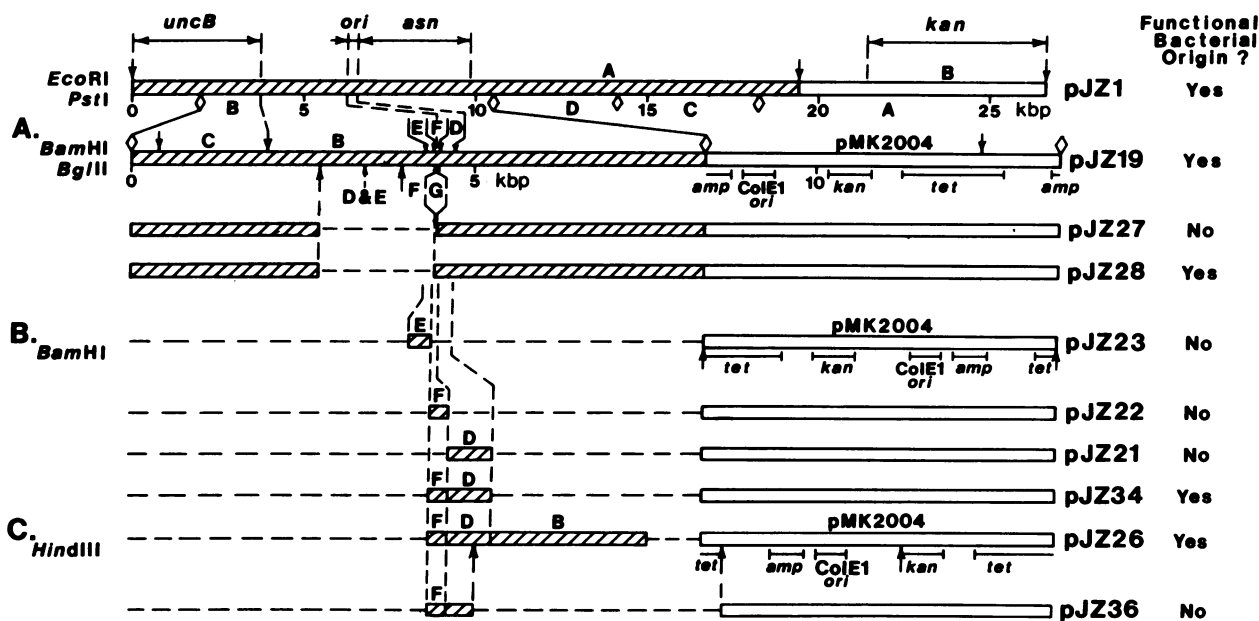 uncB ori asn kan Functional
Bacterial
Origin ?
EcoRI A B pJZ1 Yes
PstI 0 B 5 10 D 15 C 20 A 25 kbp
A. E F D
BamHI C B pMK2004 pJZ19 Yes
BglII 0 D&E F G 5 kbp amp ColE1 ori 10 kan tet amp
pJZ27 No
pJZ28 Yes
B. E pMK2004
BamHI pJZ23 No
tet kan ColE1 ori amp tet
F pJZ22 No
D pJZ21 No
F D pJZ34 Yes
C. F D B pMK2004 pJZ26 Yes
HindIII tet amp ColE1 ori kan tet
F pJZ36 No